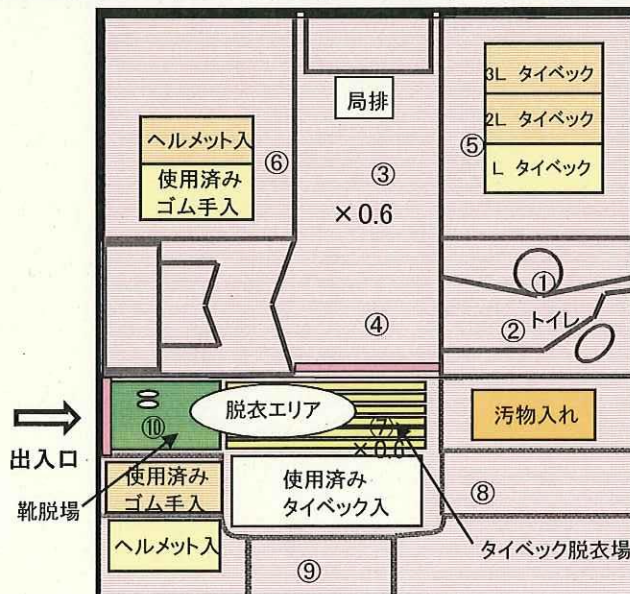 局排
3L タイベック
2L タイベック
L タイベック
⑤
ヘルメット入
使用済み
ゴム手入
⑥
③
×0.6
①
④
②
トイレ
脱衣エリア
⑩
⑦
×0.6
汚物入れ
出入口
靴脱場
使用済み
ゴム手入
使用済み
タイベック入
⑧
ヘルメット入
タイベック脱衣場
⑨